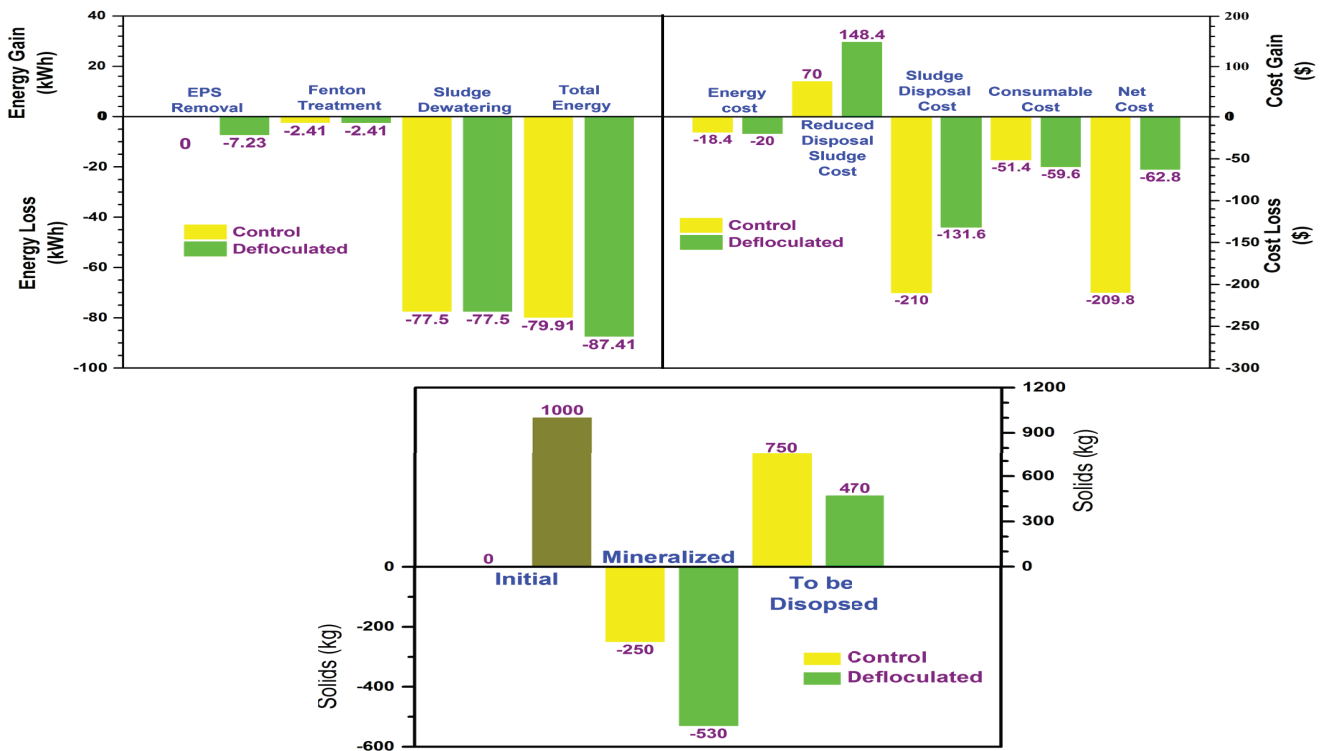 Energy Gain
(kWh)
Energy Loss
(kWh)
40
20
0
-20
-40
-60
-80
-100
EPS
Removal
Fenton
Treatment
Sludge
Dewatering
Total
Energy
0
-7.23
-2.41
-2.41
-77.5
-77.5
-79.91
-87.41
Control
Defloculated
Energy
cost
Reduced
Disposal
Sludge
Cost
Sludge
Disposal
Cost
Consumable
Cost
Net
Cost
-18.4
-20
70
148.4
-210
-131.6
-51.4
-59.6
-209.8
-62.8
Control
Defloculated
200
100
0
-50
-100
-150
-200
-250
-300
Cost Gain
($)
Cost Loss
($)
0
1000
Initial
Mineralized
-250
-530
750
470
To be
Disopsed
Control
Defloculated
1200
900
600
300
0
Solids (kg)
0
-200
-400
-600
Solids (kg)